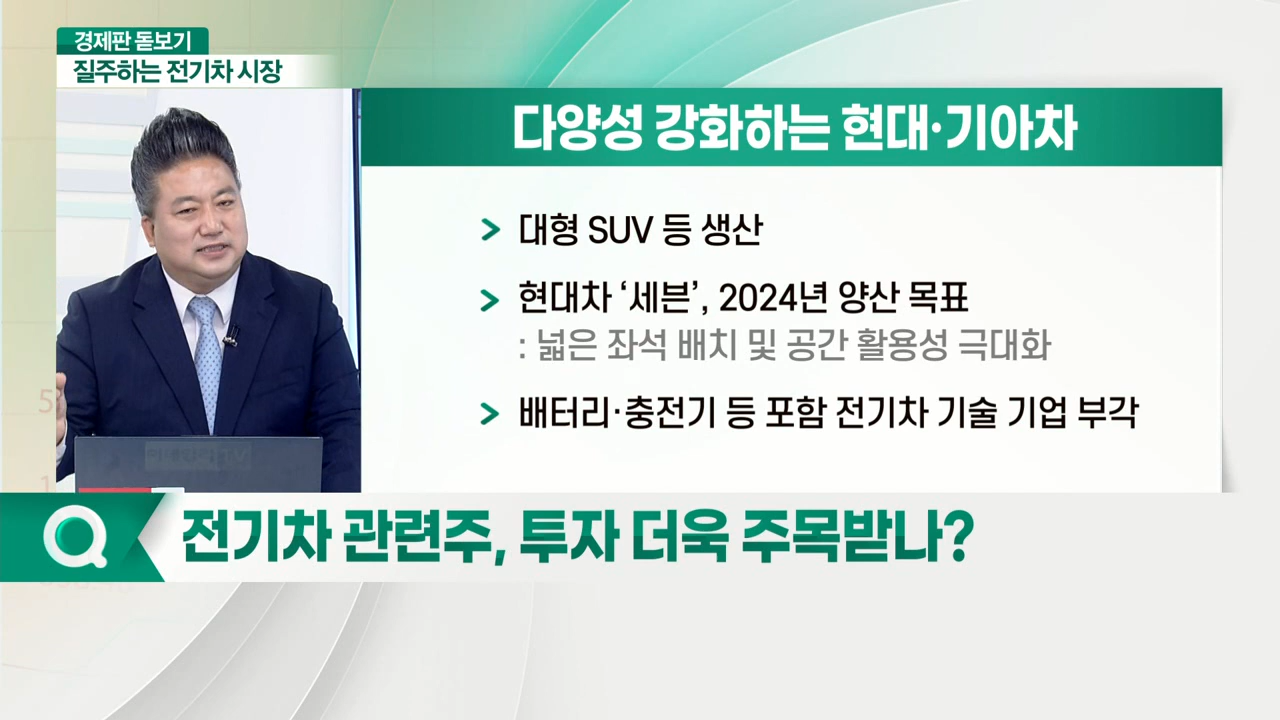 경제판 돋보기
질주하는 전기차 시장
다양성 강화하는 현대·기아차
> 대형 SUV 등 생산
> 현대차 ‘세븐’, 2024년 양산 목표
: 넓은 좌석 배치 및 공간 활용성 극대화
> 배터리·충전기 등 포함 전기차 기술 기업 부각
Q 전기차 관련주, 투자 더욱 주목받나?